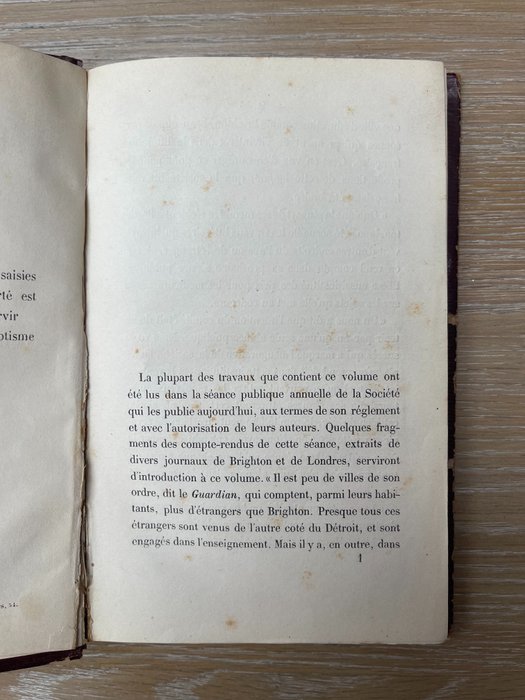 saisies
rté est
rvir
otisme
s, 54.
La plupart des travaux que contient ce volume ont
été lus dans la séance publique annuelle de la Société
qui les publie aujourd'hui, aux termes de son réglement
et avec l'autorisation de leurs auteurs. Quelques frag-
ments des compte-rendus de cette séance, extraits de
divers journaux de Brighton et de Londres, serviront
d'introduction à ce volume. « Il est peu de villes de son
ordre, dit le Guardian, qui comptent, parmi leurs habi-
tants, plus d'étrangers que Brighton. Presque tous ces
étrangers sont venus de l'autre coté du Détroit, et sont
engagés dans l'enseignement. Mais il y a, en outre, dans
1